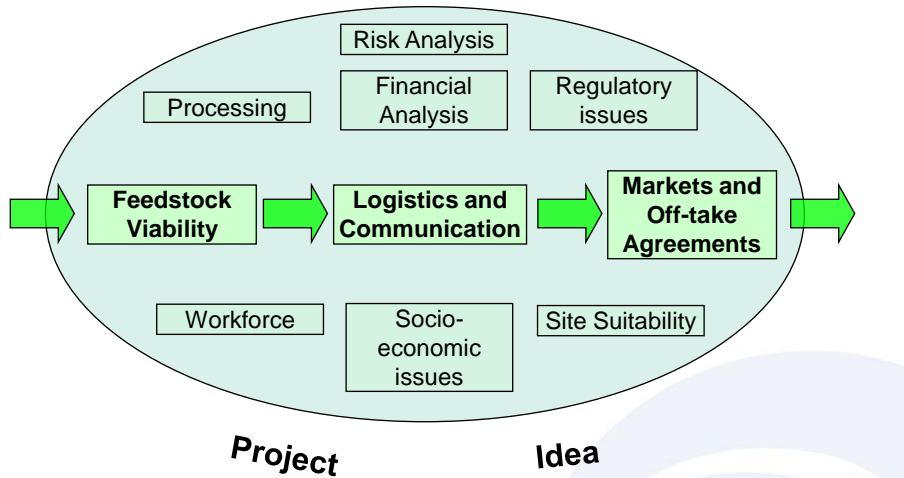 Risk Analysis
Processing
Financial
Analysis
Regulatory
issues
Feedstock
Viability
Logistics and
Communication
Markets and
Off-take
Agreements
Workforce
Socio-
economic
issues
Site Suitability
Project Idea